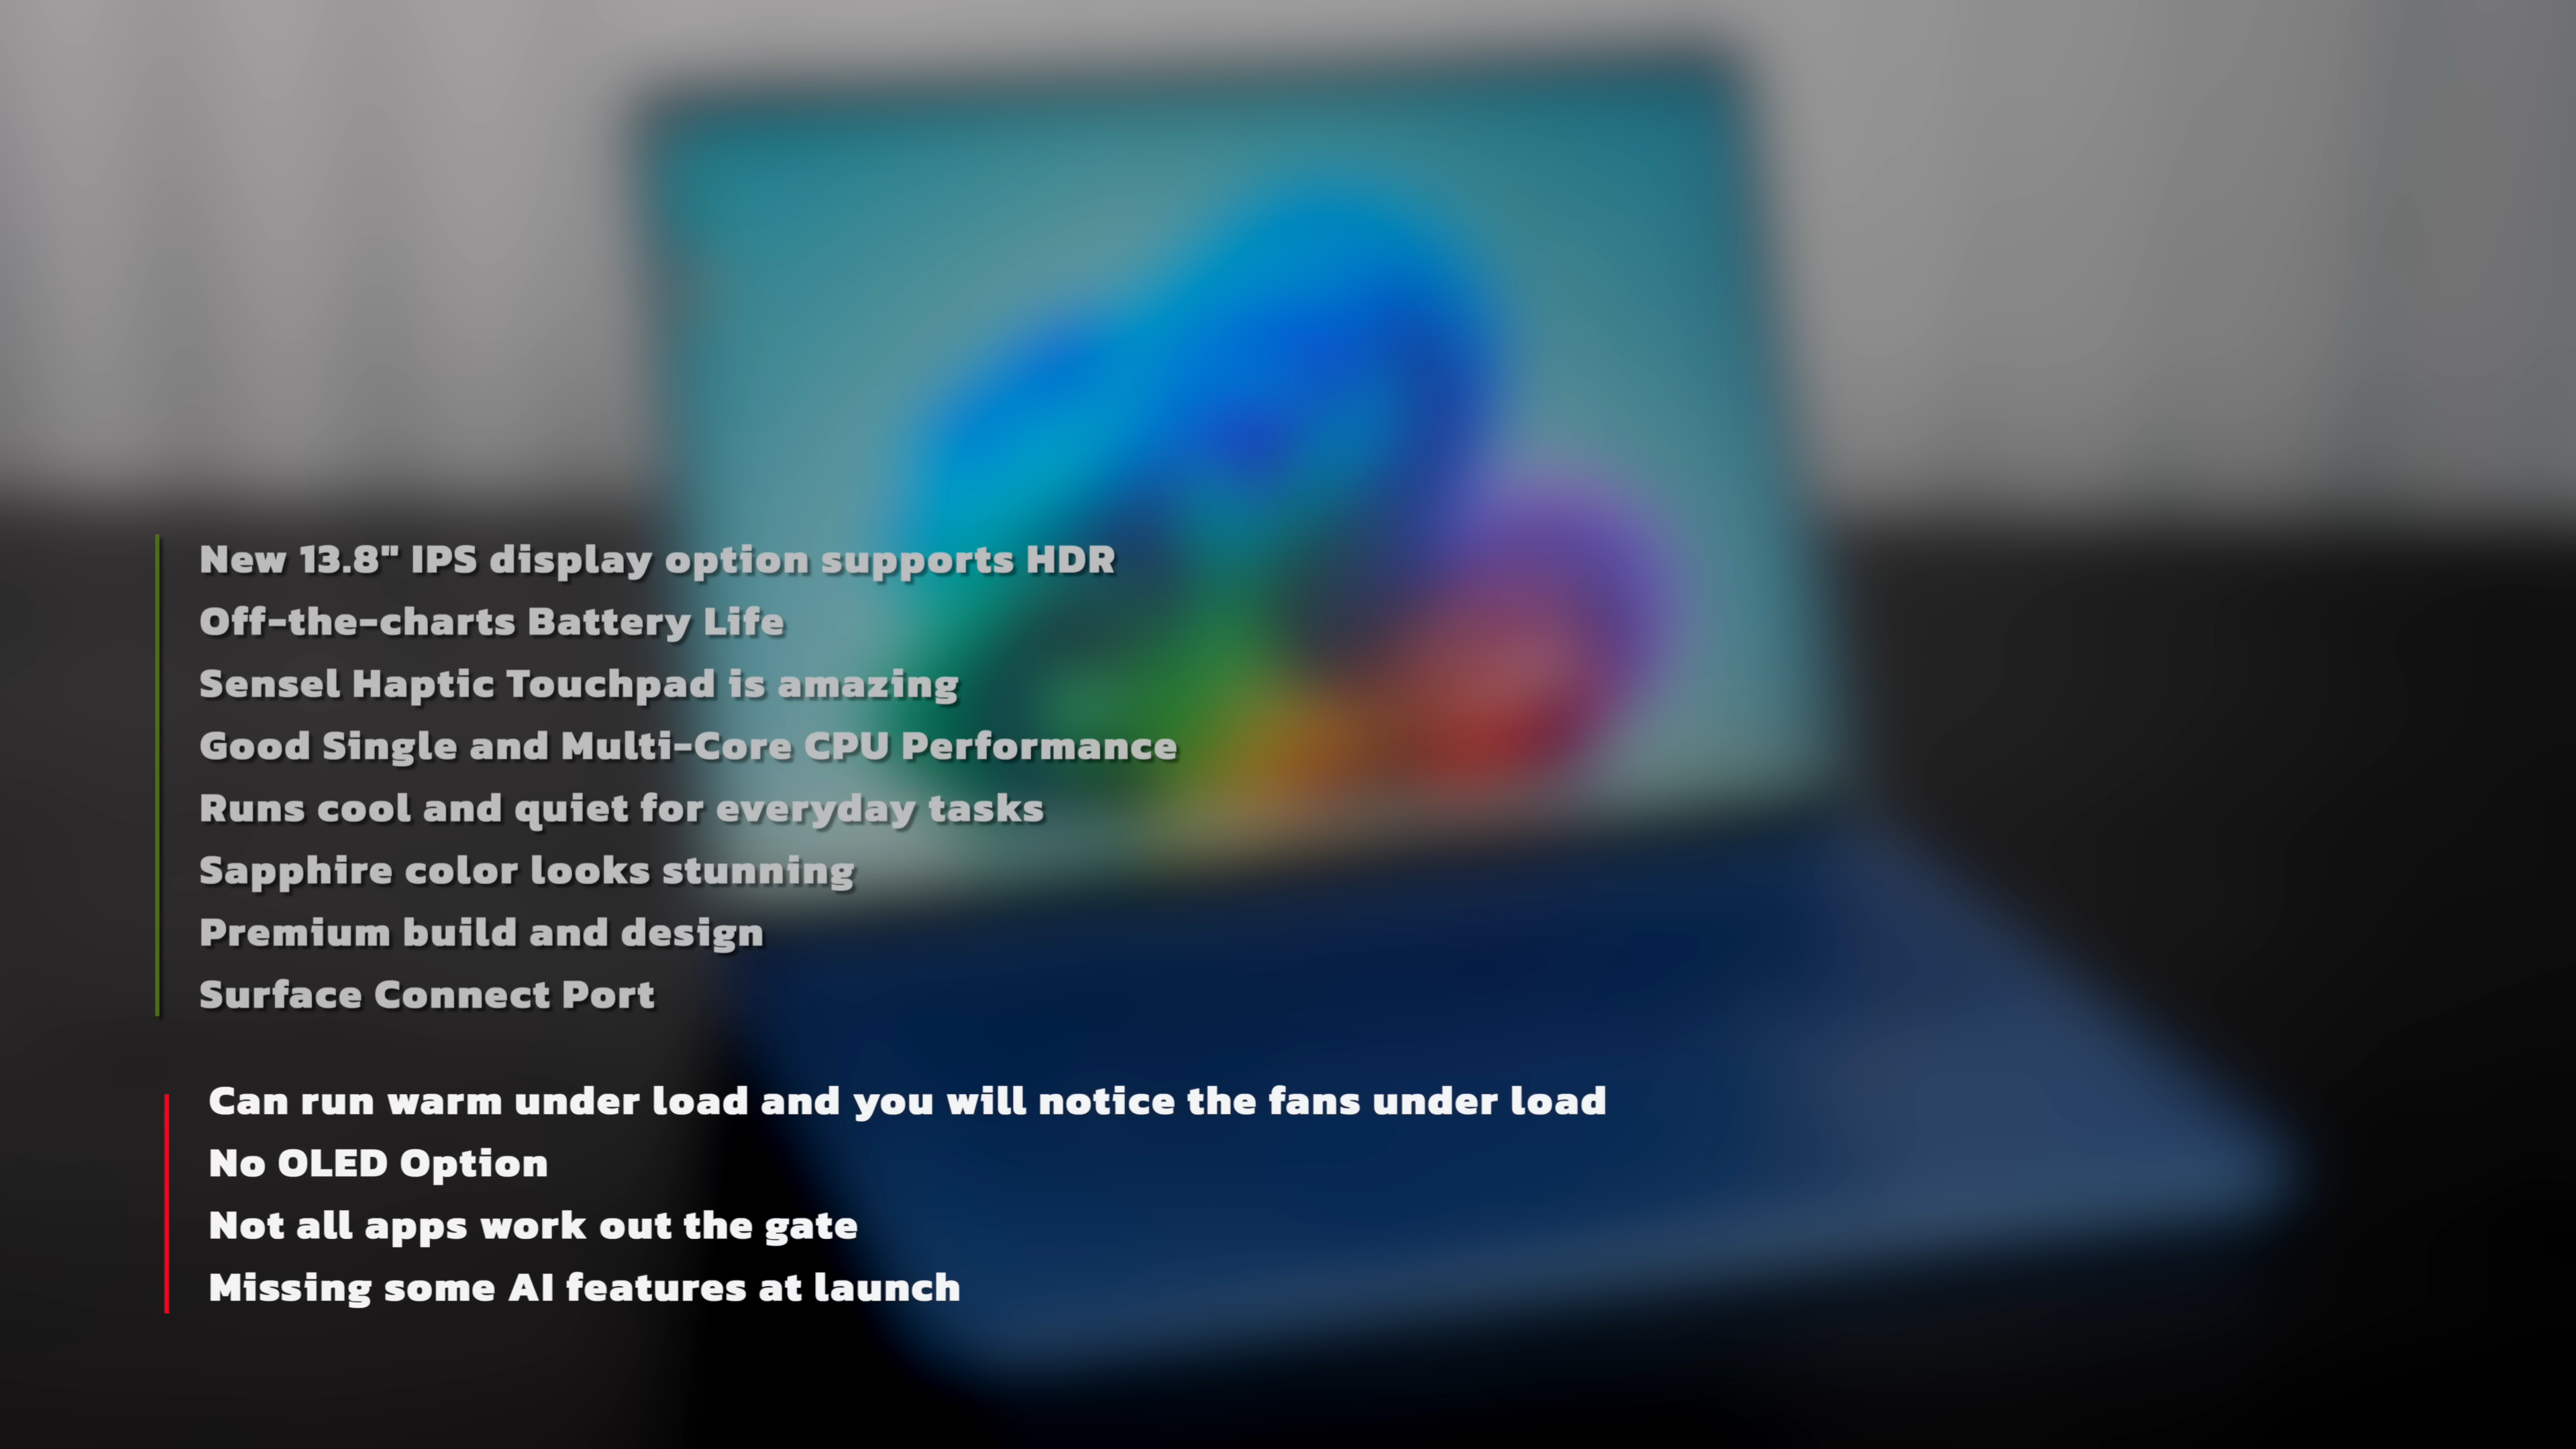 New 13.8" IPS display option supports HDR
Off-the-charts Battery Life
Sensel Haptic Touchpad is amazing
Good Single and Multi-Core CPU Performance
Runs cool and quiet for everyday tasks
Sapphire color looks stunning
Premium build and design
Surface Connect Port
Can run warm under load and you will notice the fans under load
No OLED Option
Not all apps work out the gate
Missing some AI features at launch